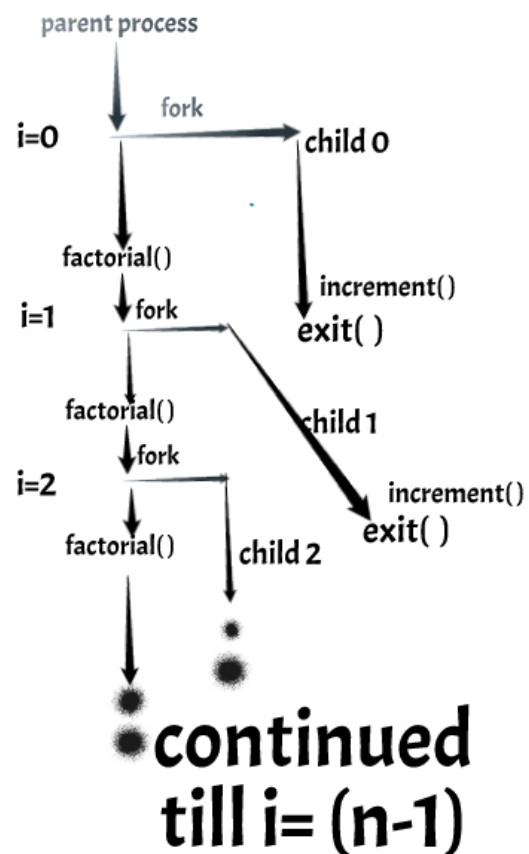 parent process
fork
i=0
child 0
factorial()
increment()
i=1
fork
exit( )
factorial()
child 1
fork
i=2
increment()
exit( )
factorial()
child 2
continued
till i= (n-1)